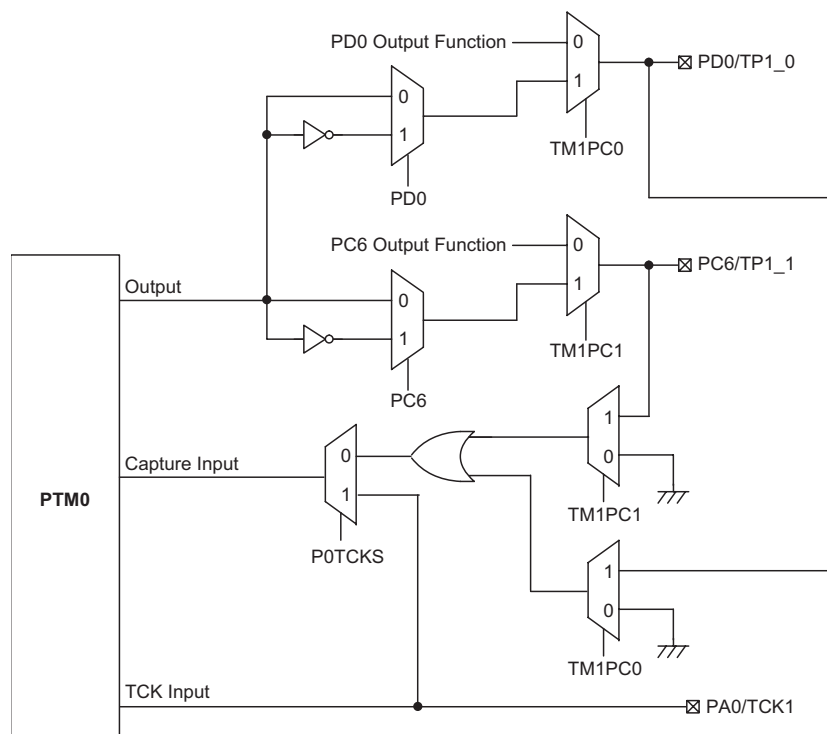 PD0 Output Function
0
1
TM1PC0
PD0/TP1_0
0
1
PD0
PC6 Output Function
0
1
TM1PC1
PC6/TP1_1
Output
0
1
PC6
1
0
TM1PC1
Capture Input
0
1
P0TCKS
PTM0
1
0
TM1PC0
TCK Input
PA0/TCK1